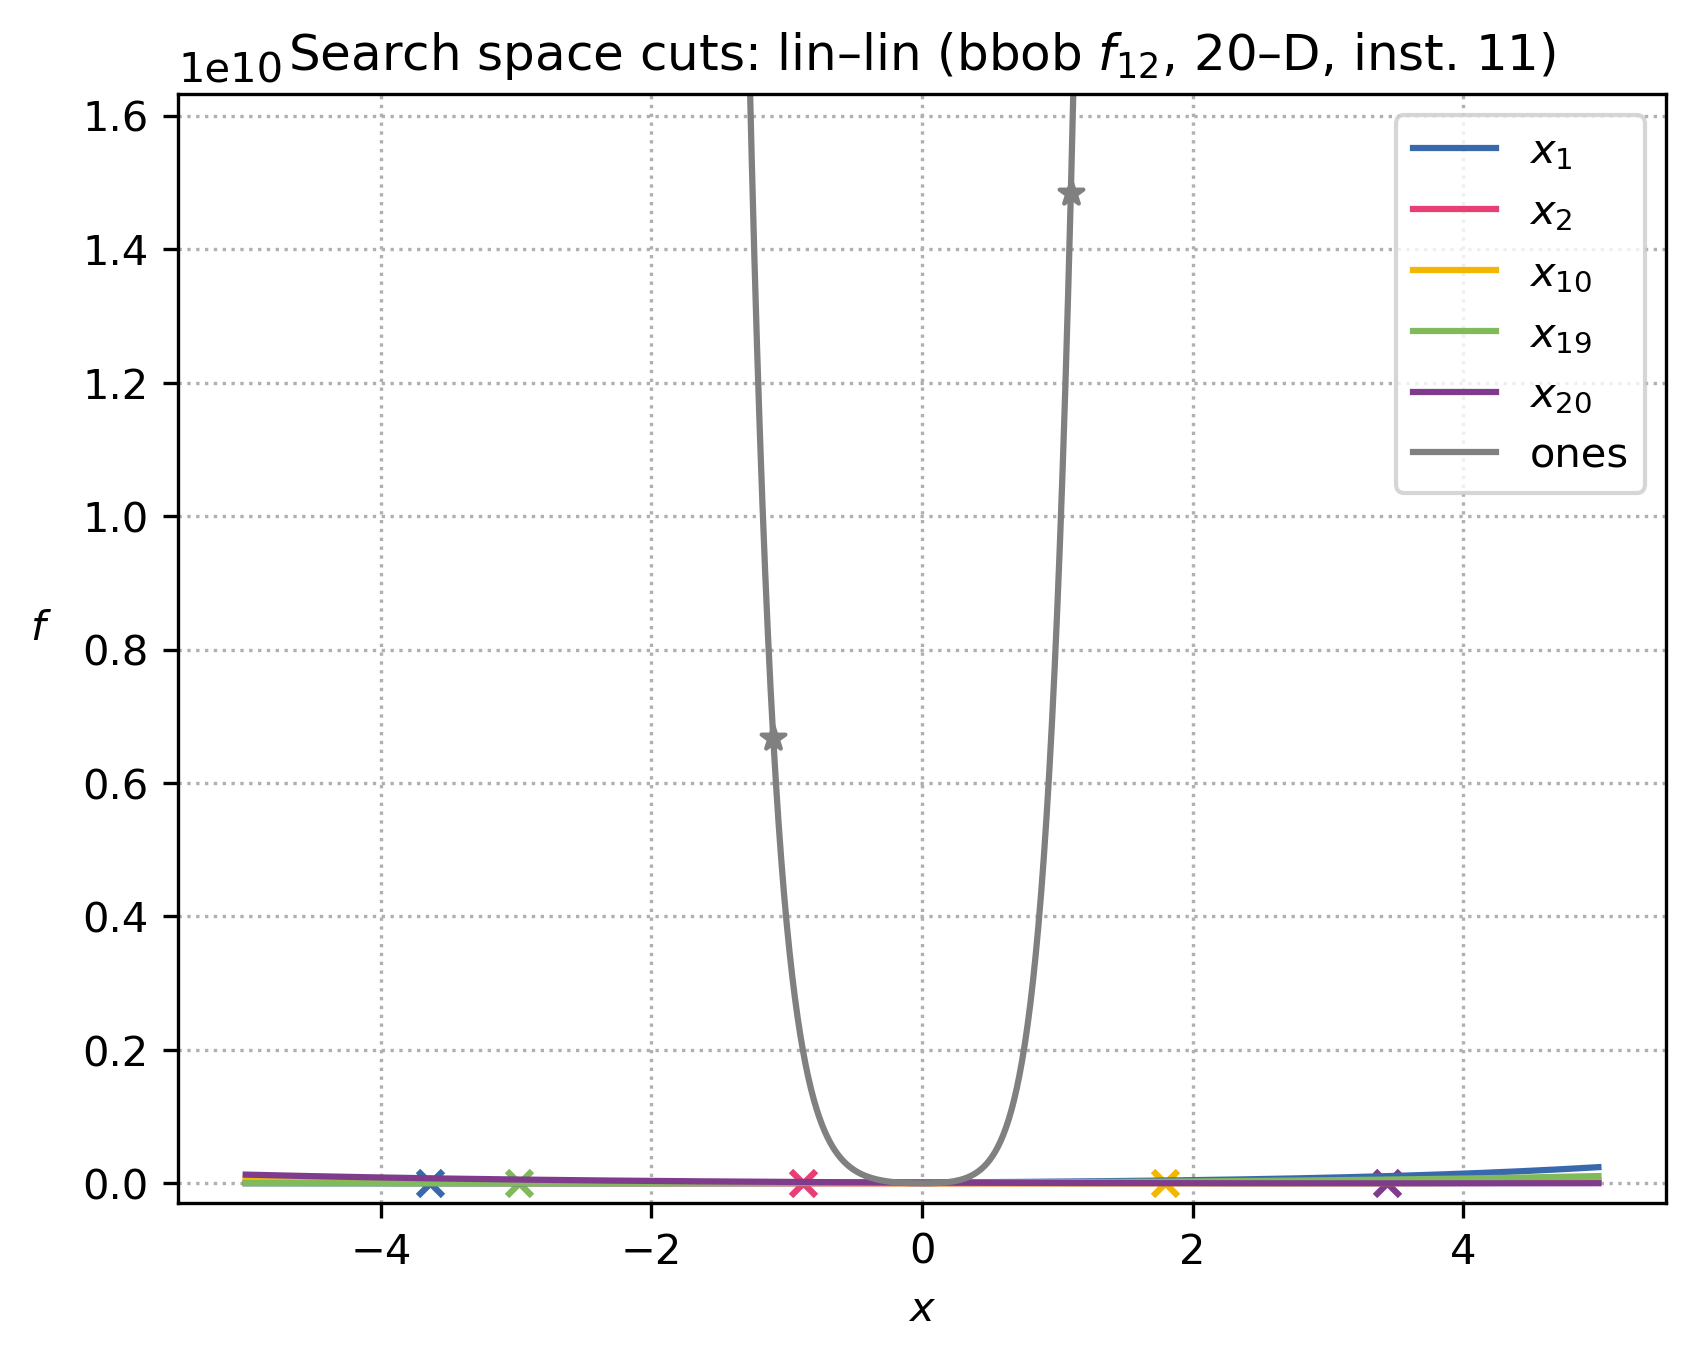 Search space cuts: lin–lin (bbob f12, 20–D, inst. 11)
1e10
1.6
1.4
1.2
1.0
0.8
0.6
0.4
0.2
0.0
f
−4
−2
0
2
4
x
x1
x2
x10
x19
x20
ones